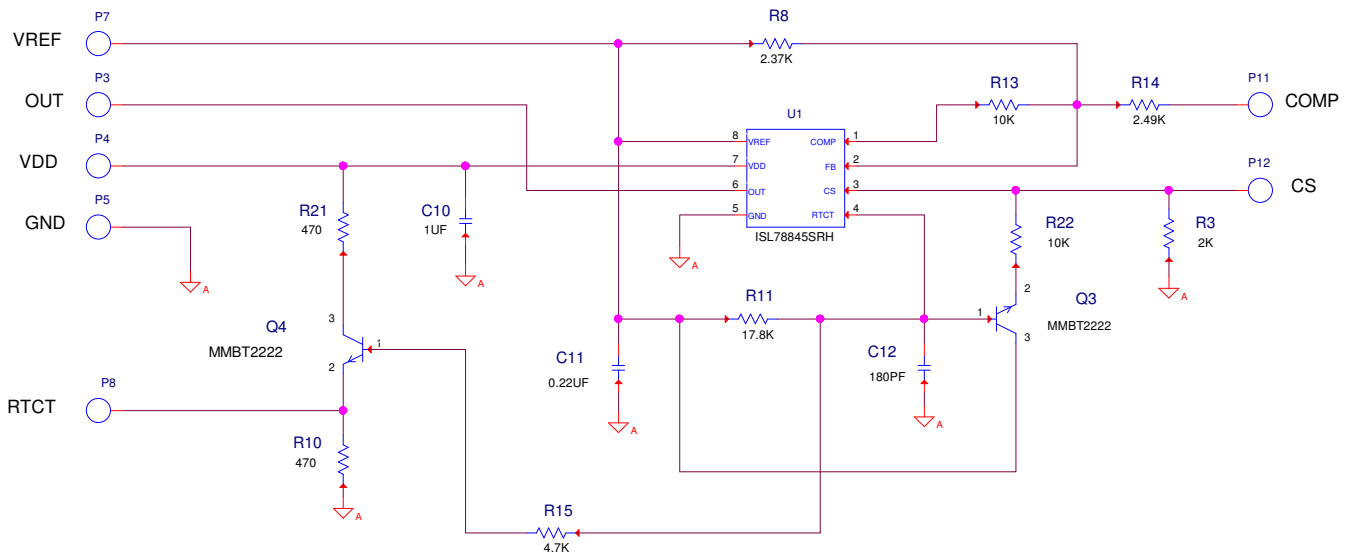 P7
VREF
R8
2.37K
P3
OUT
R13
10K
R14
2.49K
P11
COMP
U1
P4
VDD
8 VREF COMP 1
7 VDD FB 2
6 OUT CS 3
5 GND RTCT 4
ISL78845SRH
P12
CS
P5
GND
A
R21
470
C10
1UF
A
A
R22
10K
R3
2K
A
Q4
MMBT2222
3
1
2
R11
17.8K
C11
0.22UF
A
C12
180PF
A
2
1
3
Q3
MMBT2222
P8
RTCT
R10
470
A
R15
4.7K